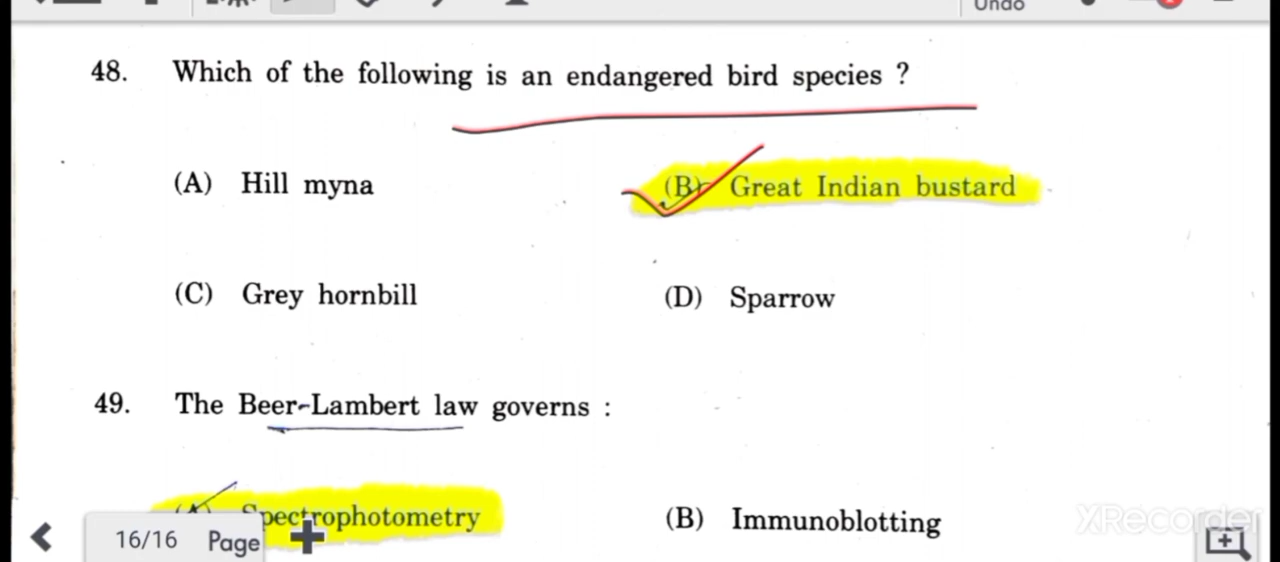 Undo
48. Which of the following is an endangered bird species ?
(A) Hill myna (B) Great Indian bustard
(C) Grey hornbill (D) Sparrow
49. The Beer-Lambert law governs :
(A) Spectrophotometry (B) Immunoblotting
16/16 Page
XRecorder